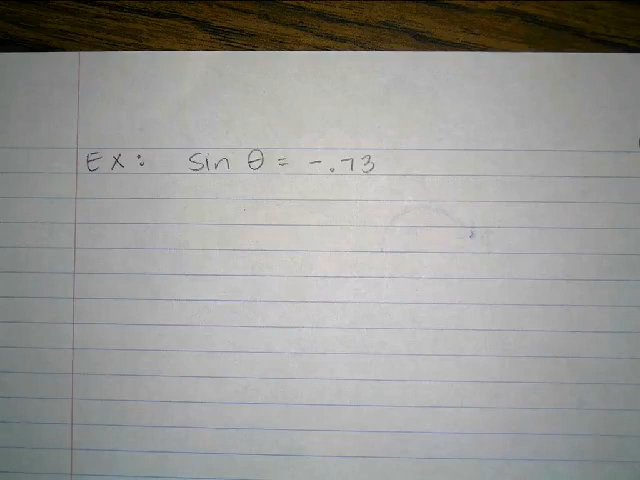 Ex: sin θ = -.73